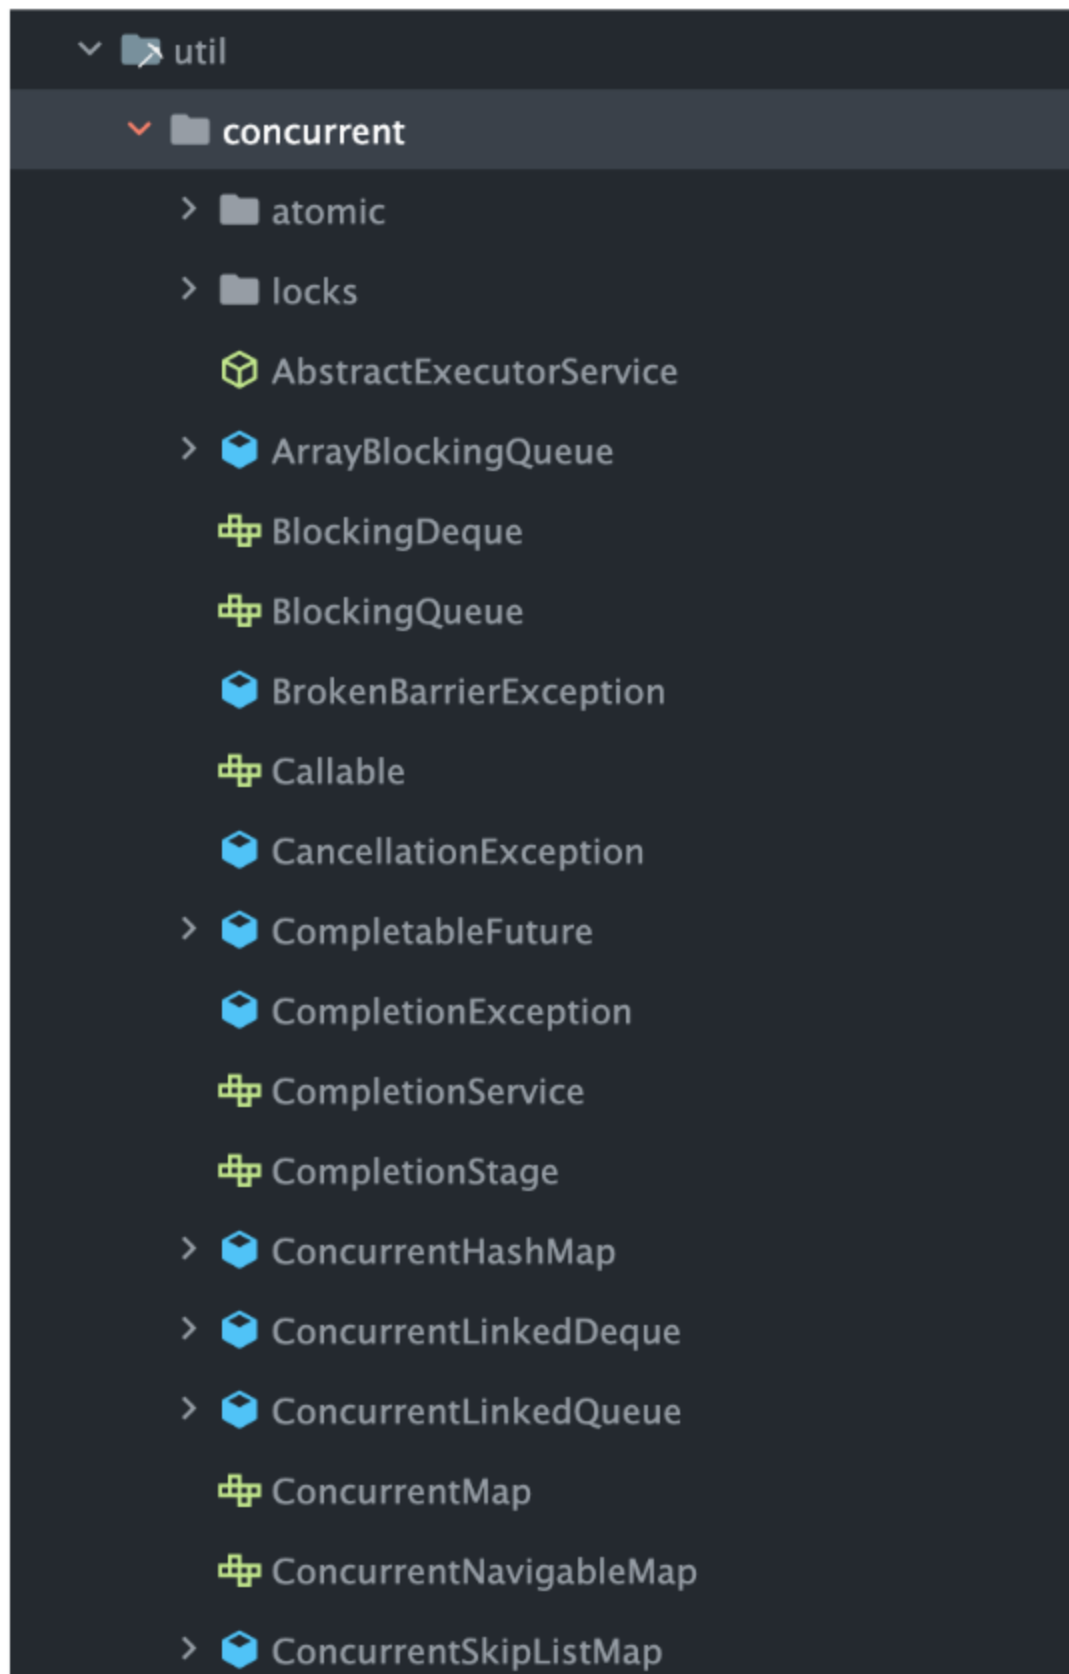 util
concurrent
atomic
locks
AbstractExecutorService
ArrayBlockingQueue
BlockingDeque
BlockingQueue
BrokenBarrierException
Callable
CancellationException
CompletableFuture
CompletionException
CompletionService
CompletionStage
ConcurrentHashMap
ConcurrentLinkedDeque
ConcurrentLinkedQueue
ConcurrentMap
ConcurrentNavigableMap
ConcurrentSkipListMap